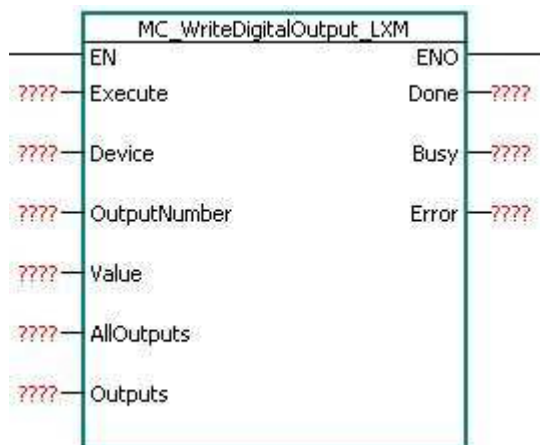 MC_WriteDigitalOutput_LXM
EN ENO
???? Execute Done ????
???? Device Busy ????
???? OutputNumber Error ????
???? Value
???? AllOutputs
???? Outputs